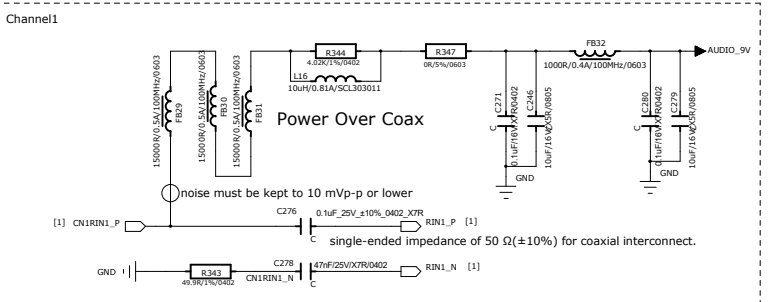 Channel1
R344
4.02K/1%/0402
L16
10uH/0.81A/SCL303011
R347
0R/5%/0603
FB32
1000R/0.4A/100MHz/0603
AUDIO_9V
15000R/0.5A/100MHz/0603
FB29
15000R/0.5A/100MHz/0603
FB30
15000R/0.5A/100MHz/0603
FB31
Power Over Coax
C271
C
0.1uF/16V/X7R/0402
C246
10uF/16V/X5R/0805
GND
C280
C
0.1uF/16V/X7R/0402
C279
10uF/16V/X5R/0805
GND
noise must be kept to 10 mVp-p or lower
[1] CN1RIN1_P
C276
0.1uF_25V_±10%_0402_X7R
C
RIN1_P [1]
single-ended impedance of 50 Ω(±10%) for coaxial interconnect.
GND
R343
49.9R/1%/0402
C278
CN1RIN1_N
47nF/25V/X7R/0402
C
RIN1_N [1]